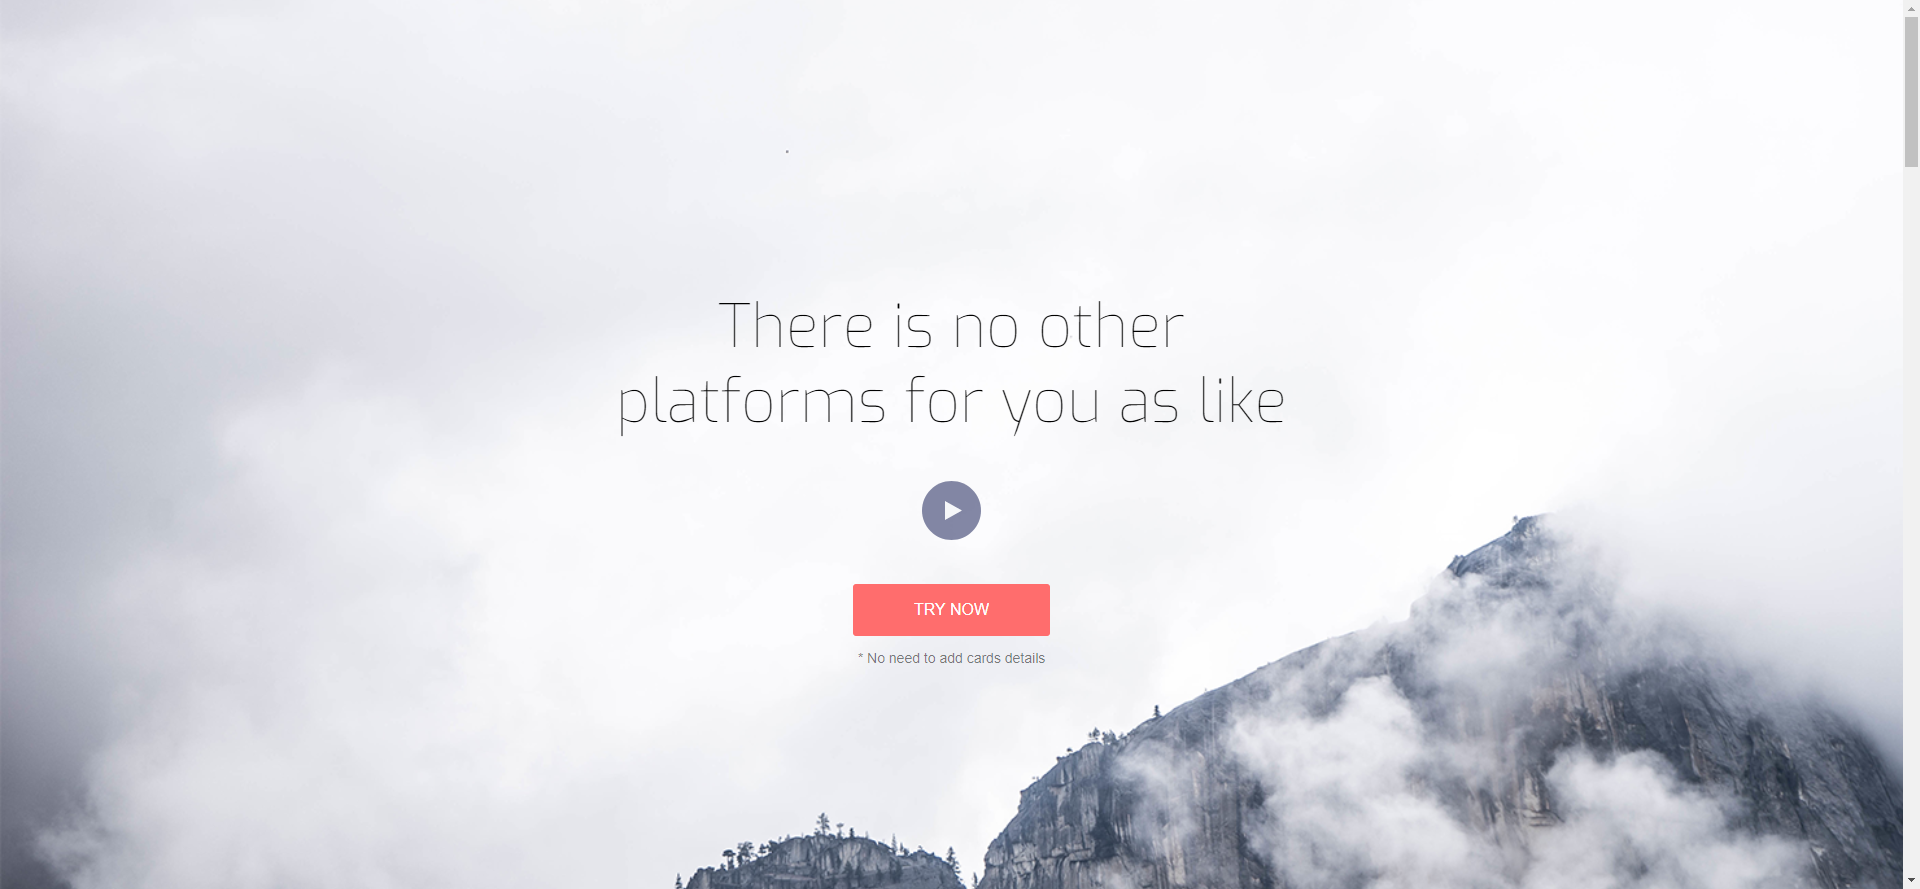 There is no other
platforms for you as like
TRY NOW
* No need to add cards details